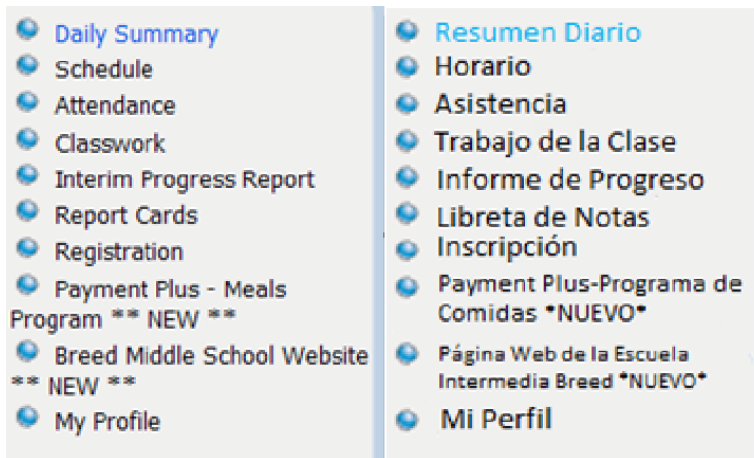 Daily Summary
Schedule
Attendance
Classwork
Interim Progress Report
Report Cards
Registration
Payment Plus - Meals
Program ** NEW **
Breed Middle School Website
** NEW **
My Profile
Resumen Diario
Horario
Asistencia
Trabajo de la Clase
Informe de Progreso
Libreta de Notas
Inscripción
Payment Plus-Programa de
Comidas *NUEVO*
Página Web de la Escuela
Intermedia Breed *NUEVO*
Mi Perfil